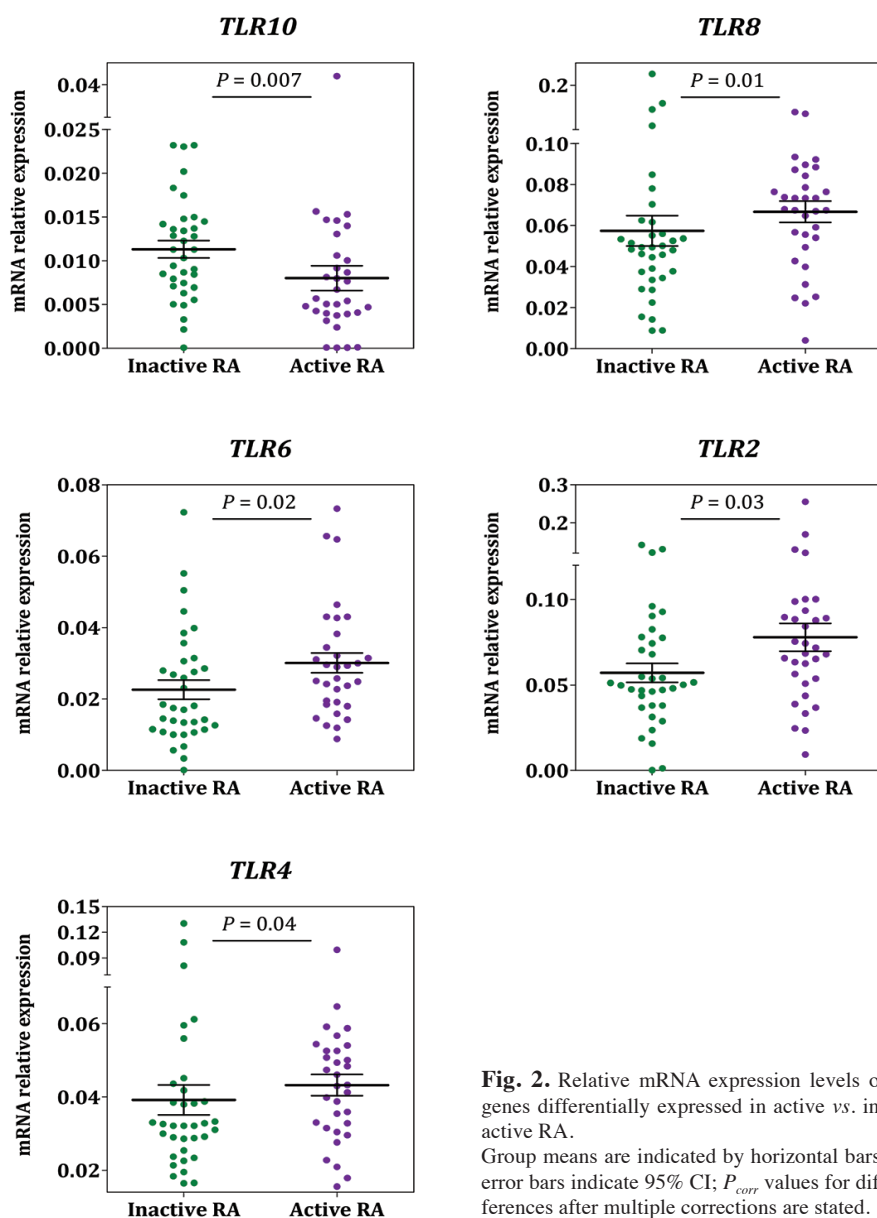 TLR10
mRNA relative expression
P = 0.007
0.04
0.025
0.020
0.015
0.010
0.005
0.000
Inactive RA Active RA
TLR8
mRNA relative expression
P = 0.01
0.2
0.10
0.08
0.06
0.04
0.02
0.00
Inactive RA Active RA
TLR6
mRNA relative expression
P = 0.02
0.08
0.06
0.04
0.02
0.00
Inactive RA Active RA
TLR2
mRNA relative expression
P = 0.03
0.3
0.2
0.10
0.05
0.00
Inactive RA Active RA
TLR4
mRNA relative expression
P = 0.04
0.15
0.12
0.09
0.06
0.04
0.02
Inactive RA Active RA
Fig. 2. Relative mRNA expression levels o
genes differentially expressed in active vs. in
active RA.
Group means are indicated by horizontal bars
error bars indicate 95% CI; Pcorr values for dif
ferences after multiple corrections are stated.